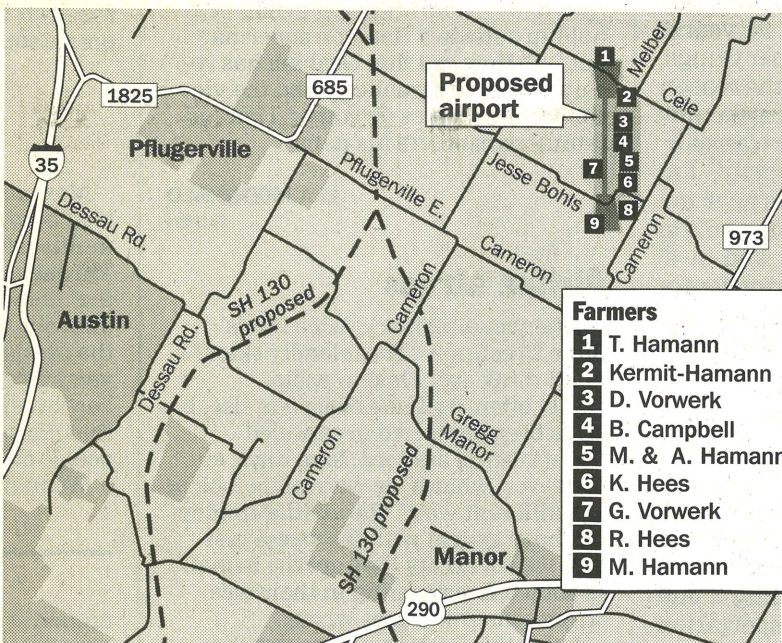 1825
685
35
Pflugerville
Proposed
airport
Melber
Cele
1
2
3
4
5
6
7
8
9
Pflugerville E.
Jesse Bohls
Cameron
Cameron
973
Dessau Rd.
Austin
SH 130
proposed
Cameron
Dessau Rd.
Gregg
Manor
Cameron
SH 130 proposed
Manor
290
Farmers
1 T. Hamann
2 Kermit-Hamann
3 D. Vorwerk
4 B. Campbell
5 M. & A. Hamann
6 K. Hees
7 G. Vorwerk
8 R. Hees
9 M. Hamann